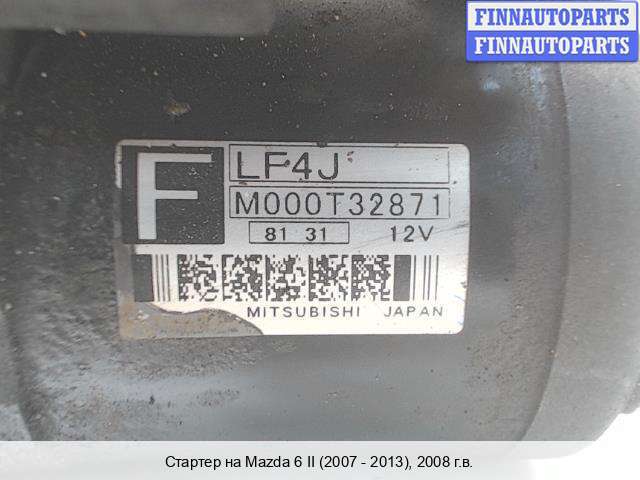 FINNAUTOPARTS
FINNAUTOPARTS
F
LF4J
M000T32871
81 31 12V
MITSUBISHI JAPAN
Стартер на Mazda 6 II (2007 - 2013), 2008 г.в.